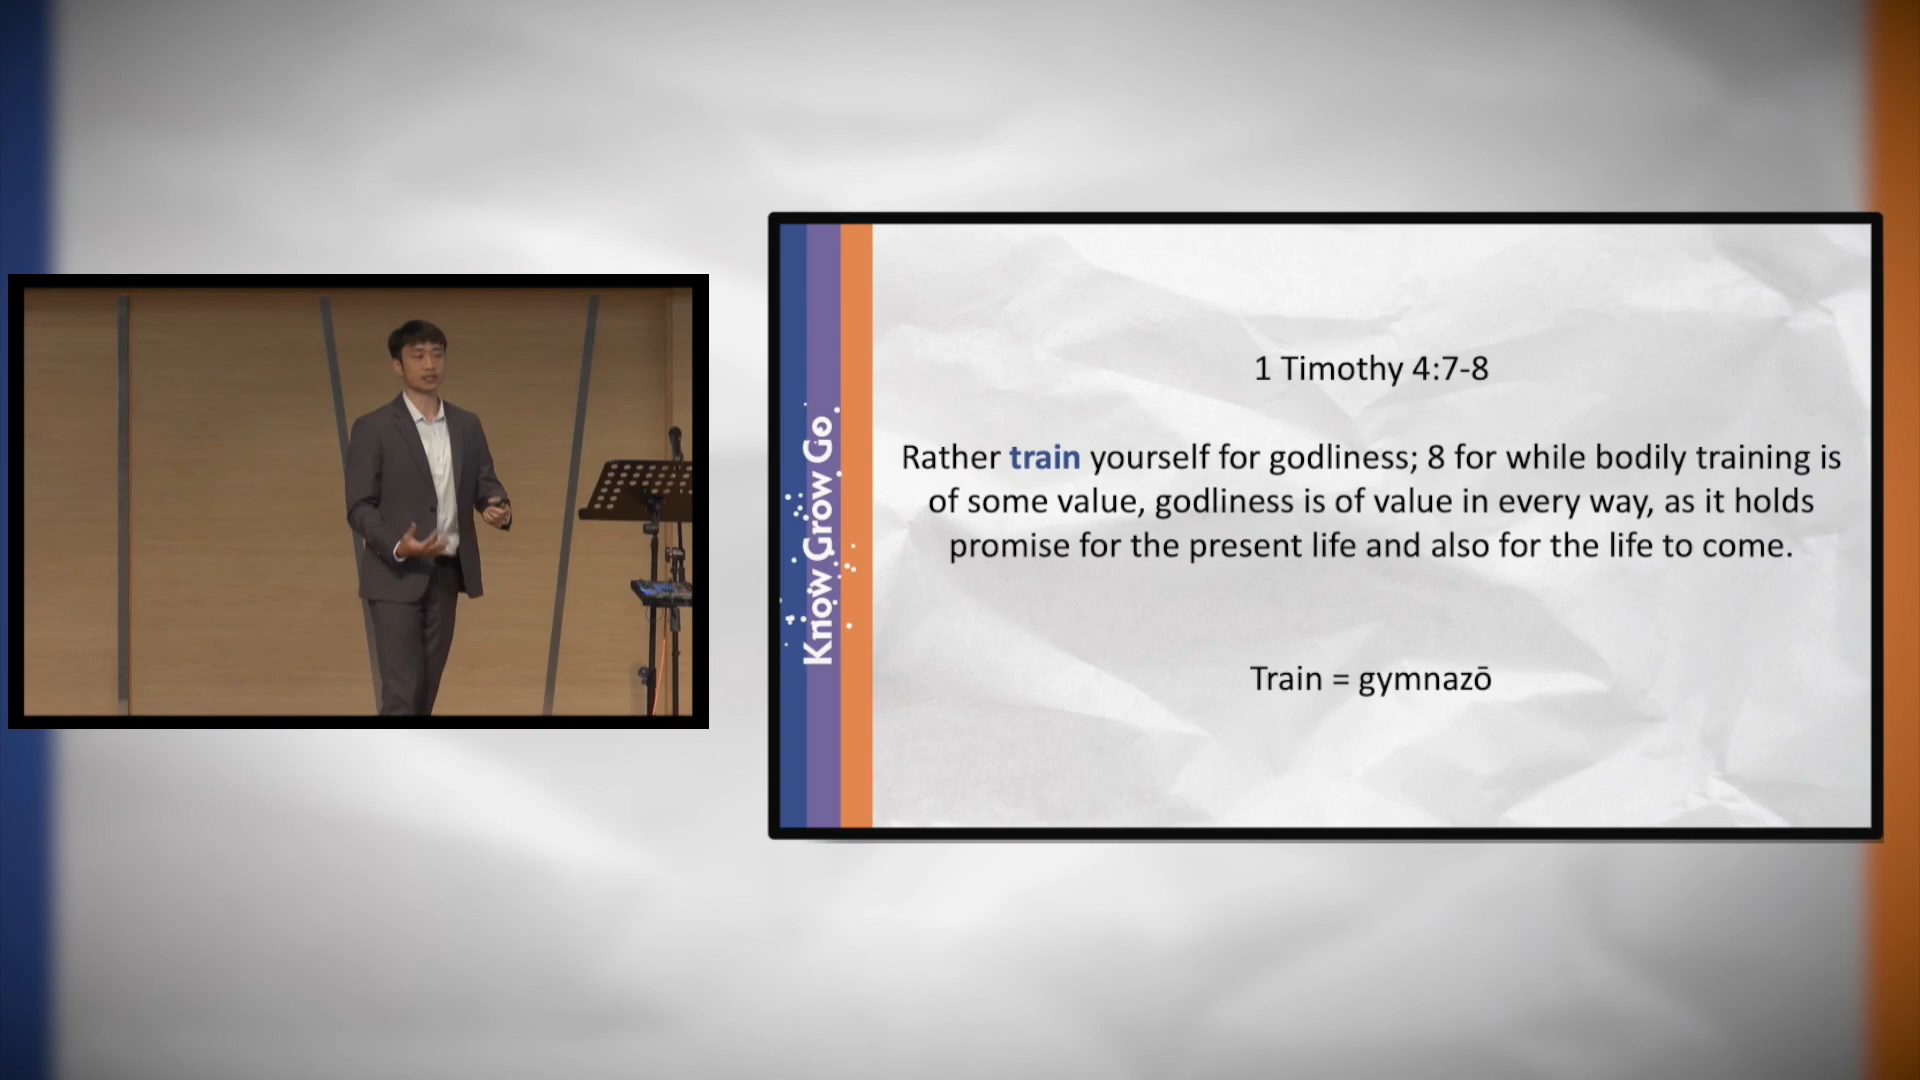 Know Grow Go
1 Timothy 4:7-8
Rather train yourself for godliness; 8 for while bodily training is
of some value, godliness is of value in every way, as it holds
promise for the present life and also for the life to come.
Train = gymnazō